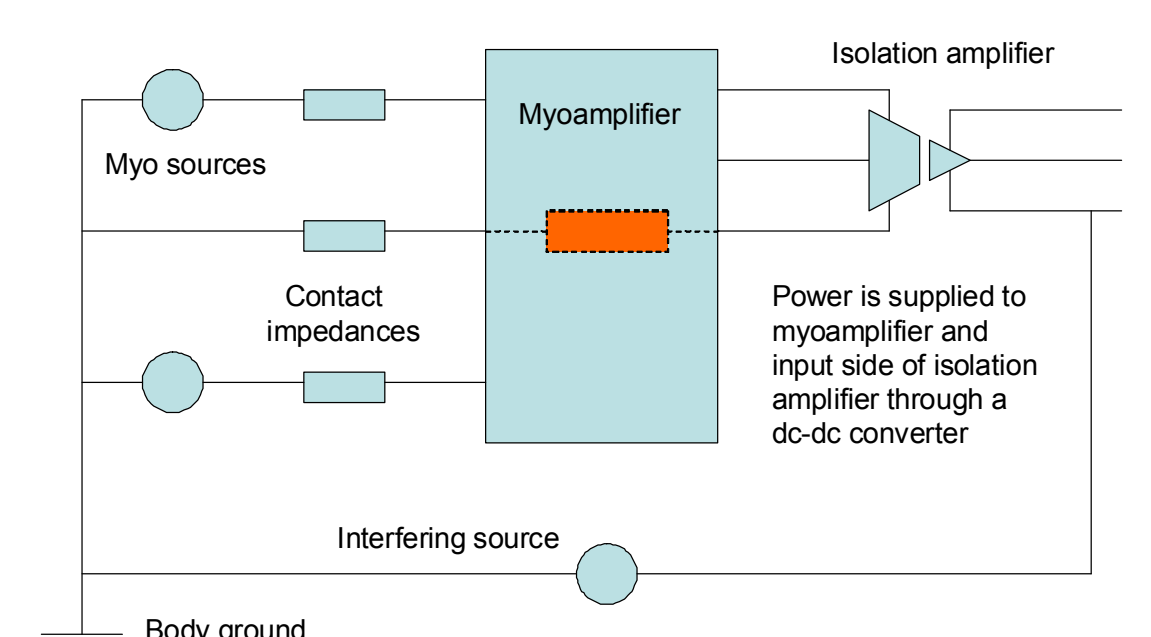 Isolation amplifier
Myoamplifier
Myo sources
Contact
impedances
Power is supplied to
myoamplifier and
input side of isolation
amplifier through a
dc-dc converter
Interfering source
Body ground